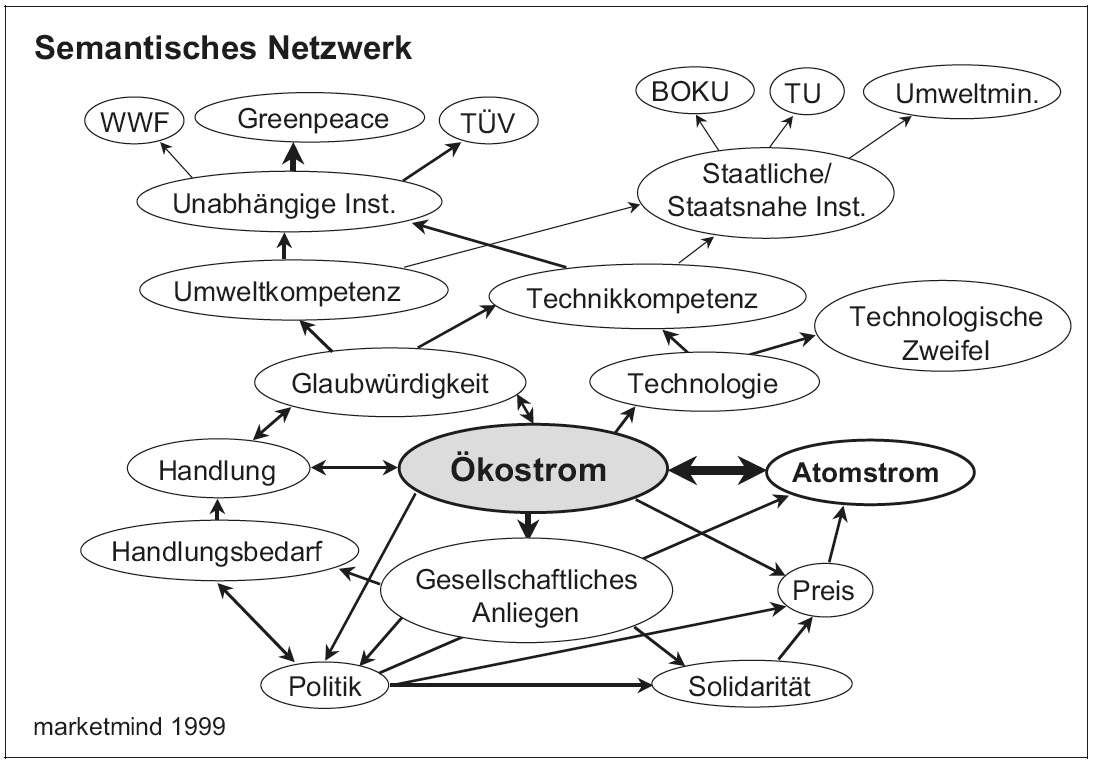 Semantisches Netzwerk
WWF
Greenpeace
TÜV
BOKU
TU
Umweltmin.
Unabhängige Inst.
Staatliche/
Staatsnahe Inst.
Umweltkompetenz
Technikkompetenz
Technologische
Zweifel
Glaubwürdigkeit
Technologie
Handlung
Ökostrom
Atomstrom
Handlungsbedarf
Gesellschaftliches
Anliegen
Preis
Politik
Solidarität
marketmind 1999